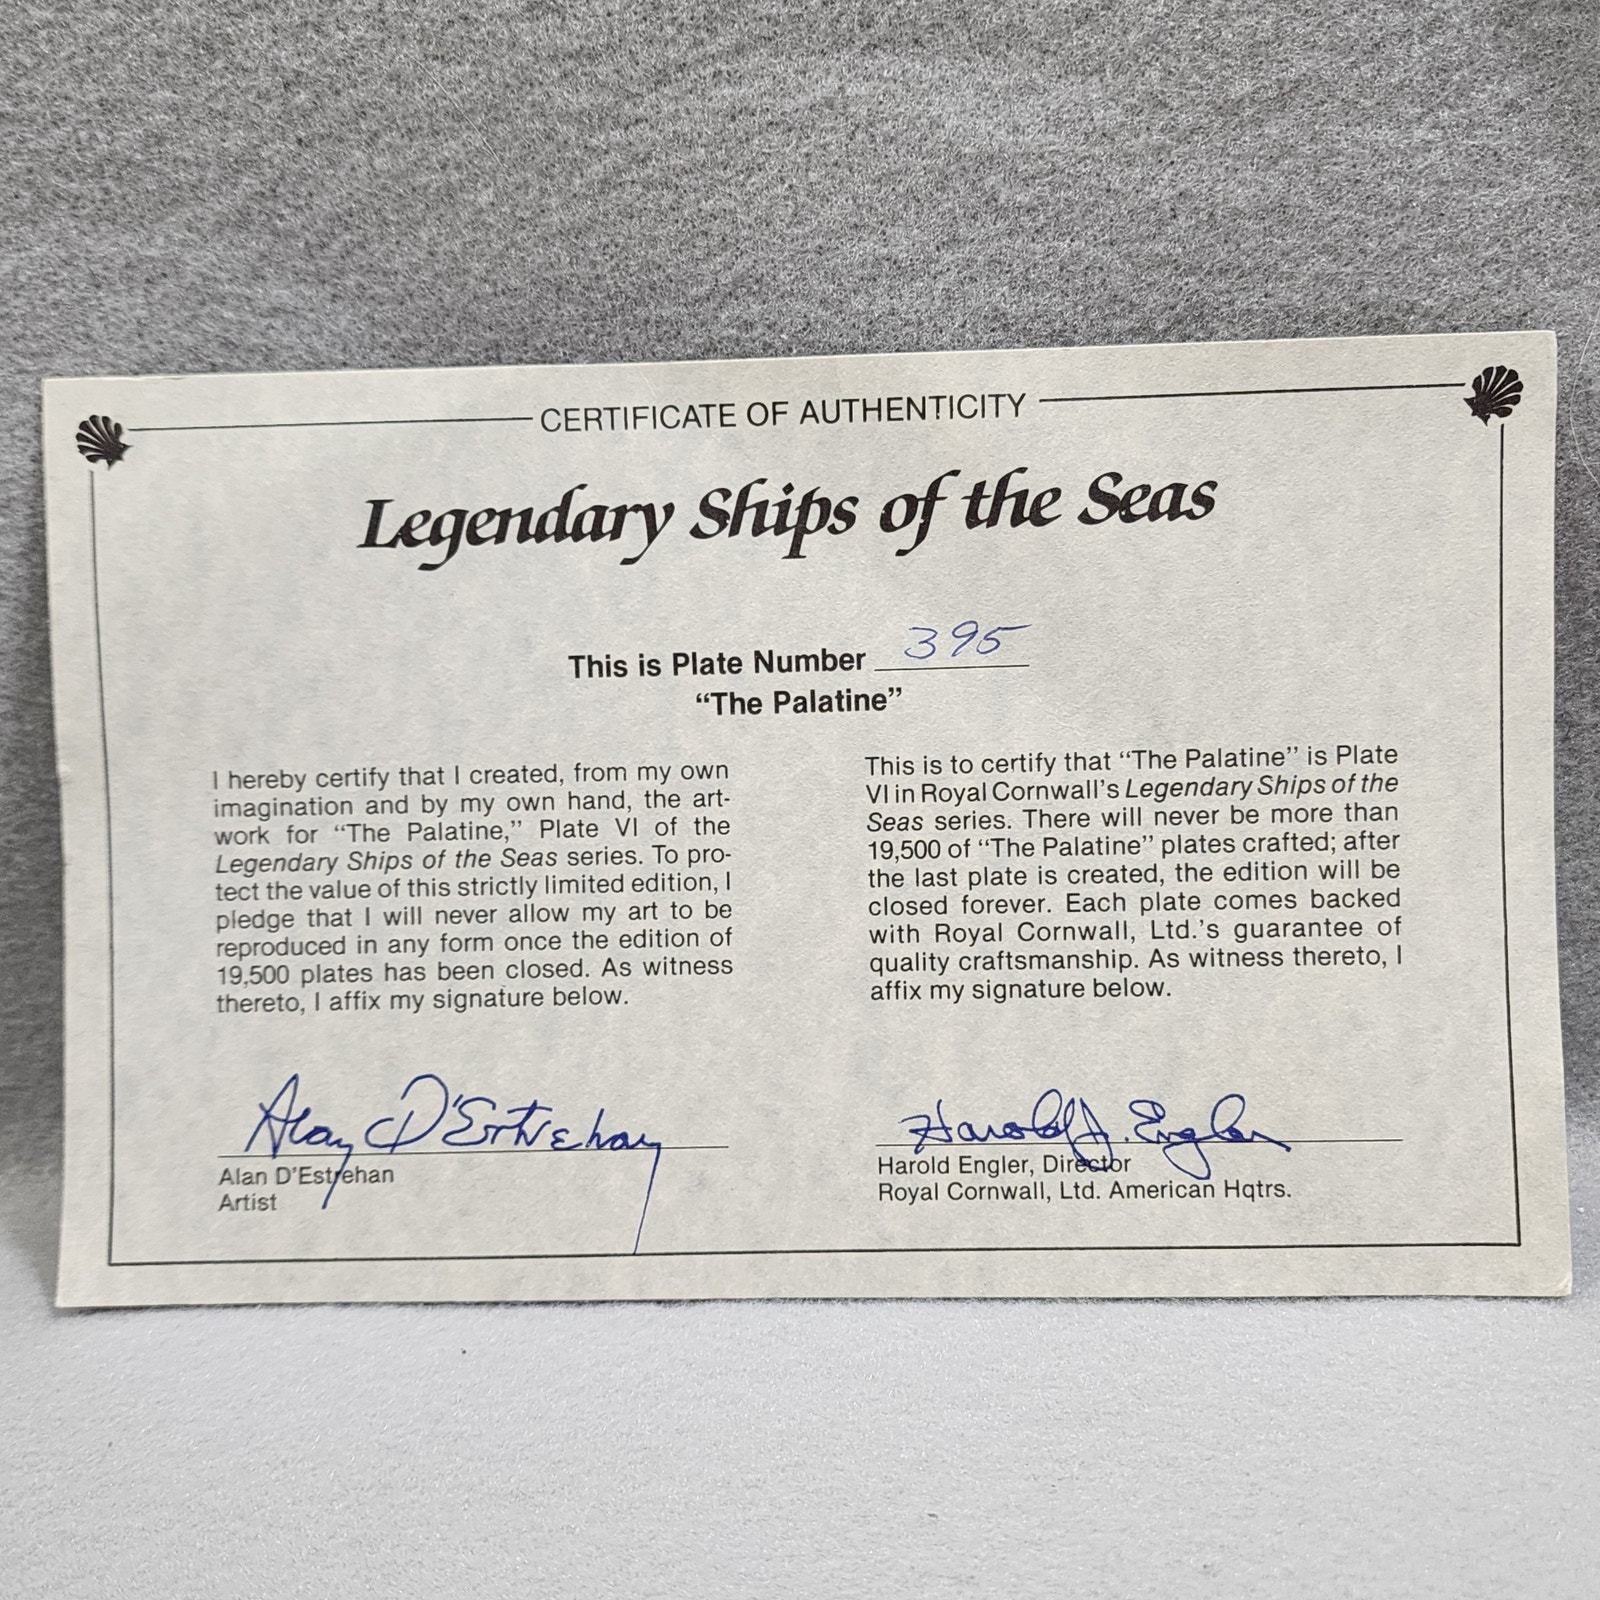 CERTIFICATE OF AUTHENTICITY
Legendary Ships of the Seas
This is Plate Number 395
“The Palatine”
I hereby certify that I created, from my own
imagination and by my own hand, the art-
work for “The Palatine,” Plate VI of the
Legendary Ships of the Seas series. To pro-
tect the value of this strictly limited edition, I
pledge that I will never allow my art to be
reproduced in any form once the edition of
19,500 plates has been closed. As witness
thereto, I affix my signature below.
Alan D'Estrehan
Alan D'Estrehan
Artist
This is to certify that “The Palatine” is Plate
VI in Royal Cornwall's Legendary Ships of the
Seas series. There will never be more than
19,500 of “The Palatine” plates crafted; after
the last plate is created, the edition will be
closed forever. Each plate comes backed
with Royal Cornwall, Ltd.'s guarantee of
quality craftsmanship. As witness thereto, I
affix my signature below.
Harold J. Engler
Harold Engler, Director
Royal Cornwall, Ltd. American Hqtrs.